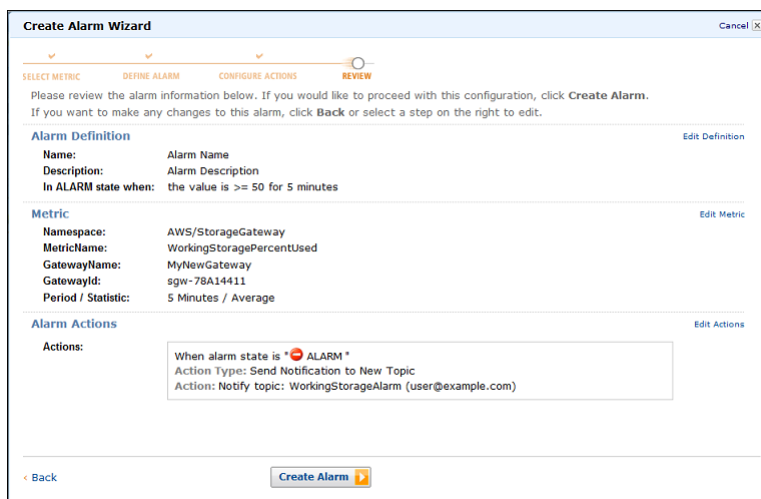 Create Alarm Wizard
Cancel X
SELECT METRIC DEFINE ALARM CONFIGURE ACTIONS REVIEW
Please review the alarm information below. If you would like to proceed with this configuration, click Create Alarm.
If you want to make any changes to this alarm, click Back or select a step on the right to edit.
Alarm Definition
Edit Definition
Name: Alarm Name
Description: Alarm Description
In ALARM state when: the value is >= 50 for 5 minutes
Metric
Edit Metric
Namespace: AWS/StorageGateway
MetricName: WorkingStoragePercentUsed
GatewayName: MyNewGateway
GatewayId: sgw-78A14411
Period / Statistic: 5 Minutes / Average
Alarm Actions
Edit Actions
Actions:
When alarm state is " ALARM "
Action Type: Send Notification to New Topic
Action: Notify topic: WorkingStorageAlarm (user@example.com)
< Back
Create Alarm